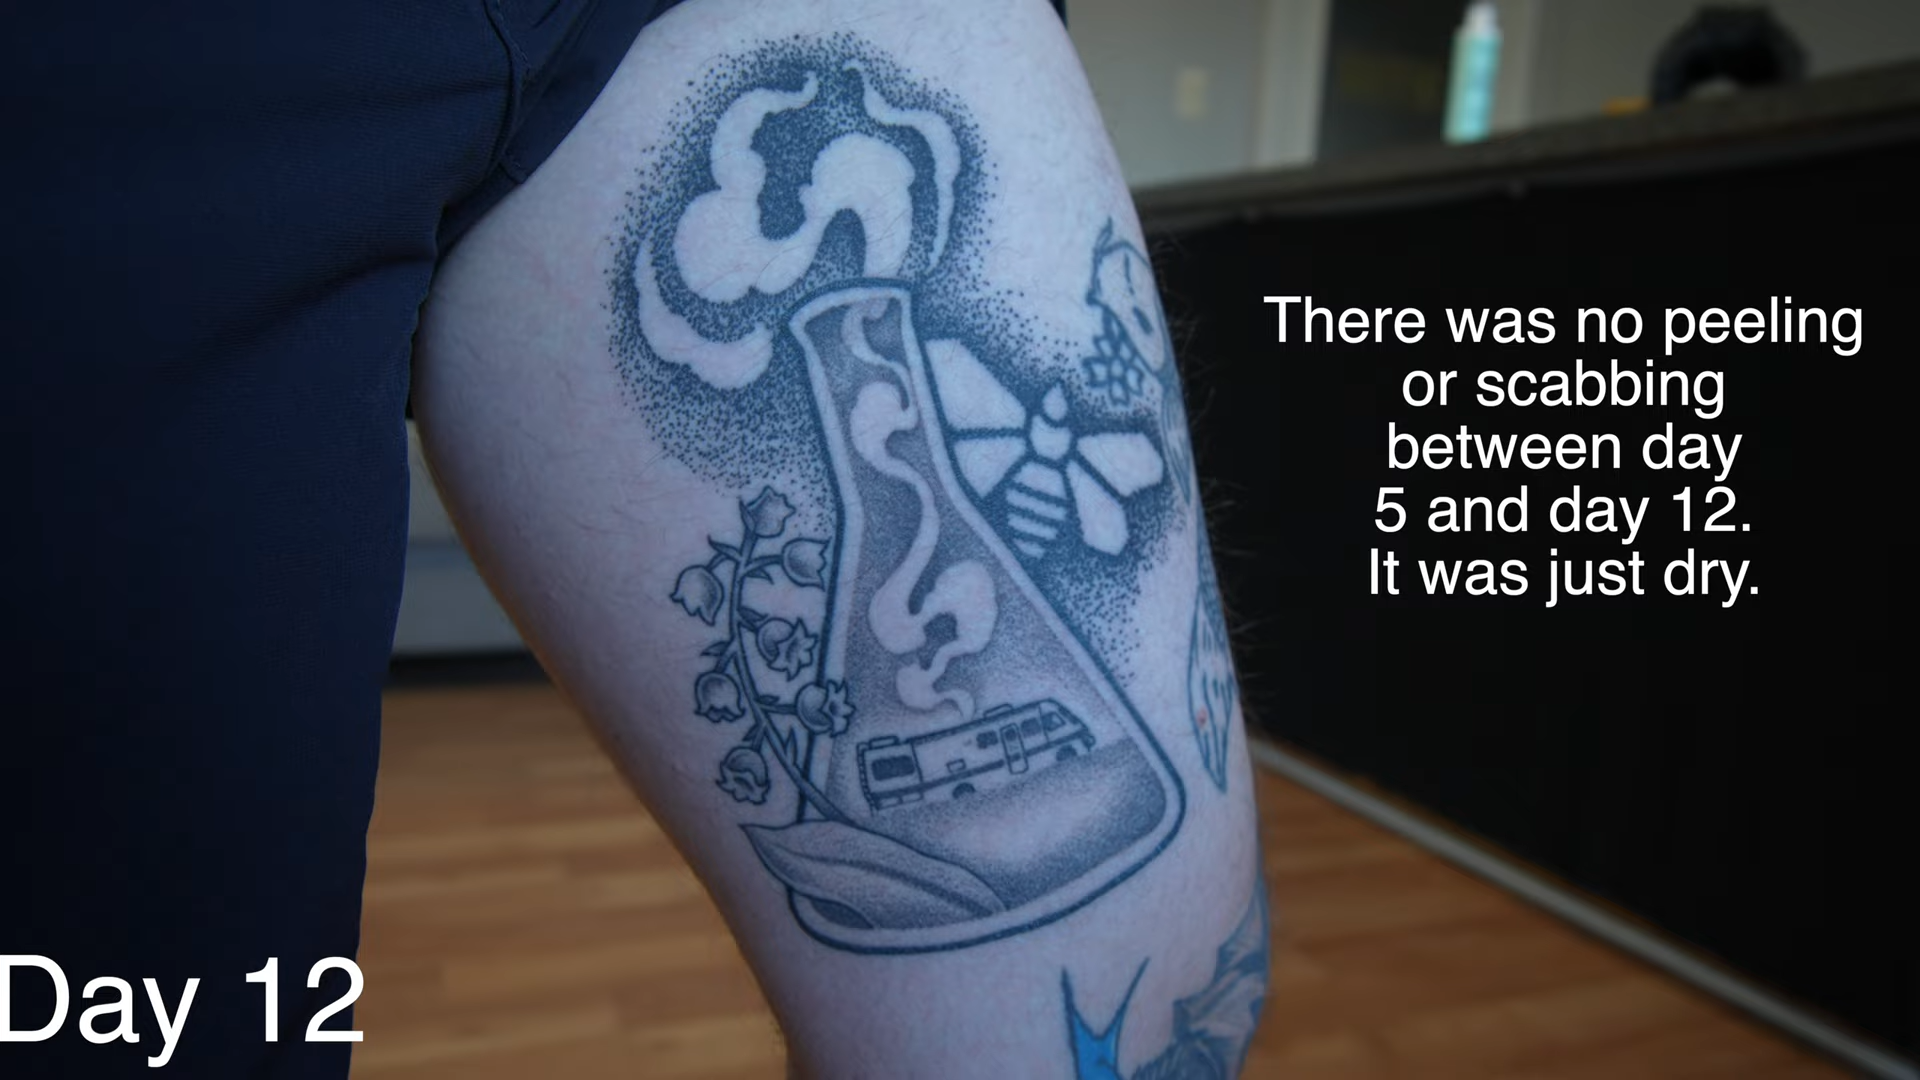 There was no peeling
or scabbing
between day
5 and day 12.
It was just dry.
Day 12